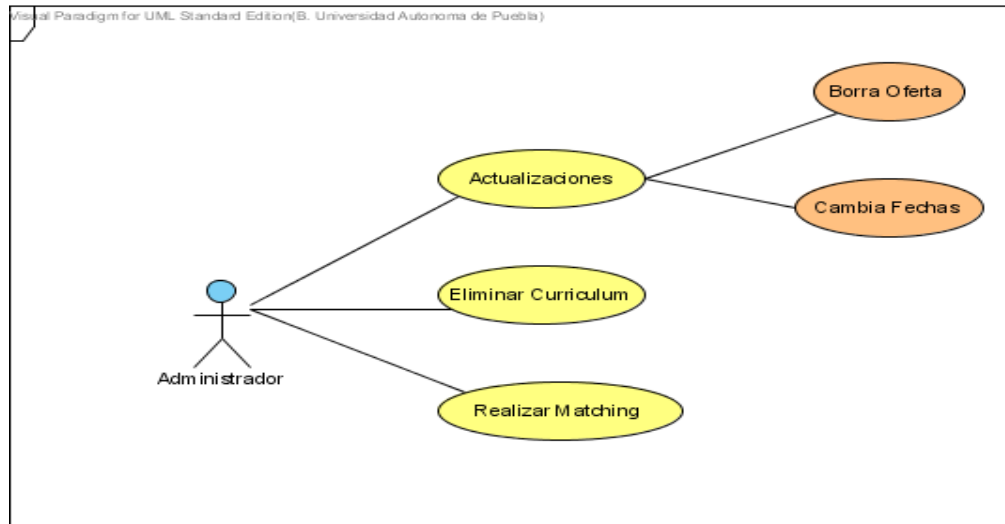 Visual Paradigm for UML Standard Edition(B. Universidad Autonoma de Puebla)
Borra Oferta
Actualizaciones
Cambia Fechas
Eliminar Curriculum
Administrador
Realizar Matching